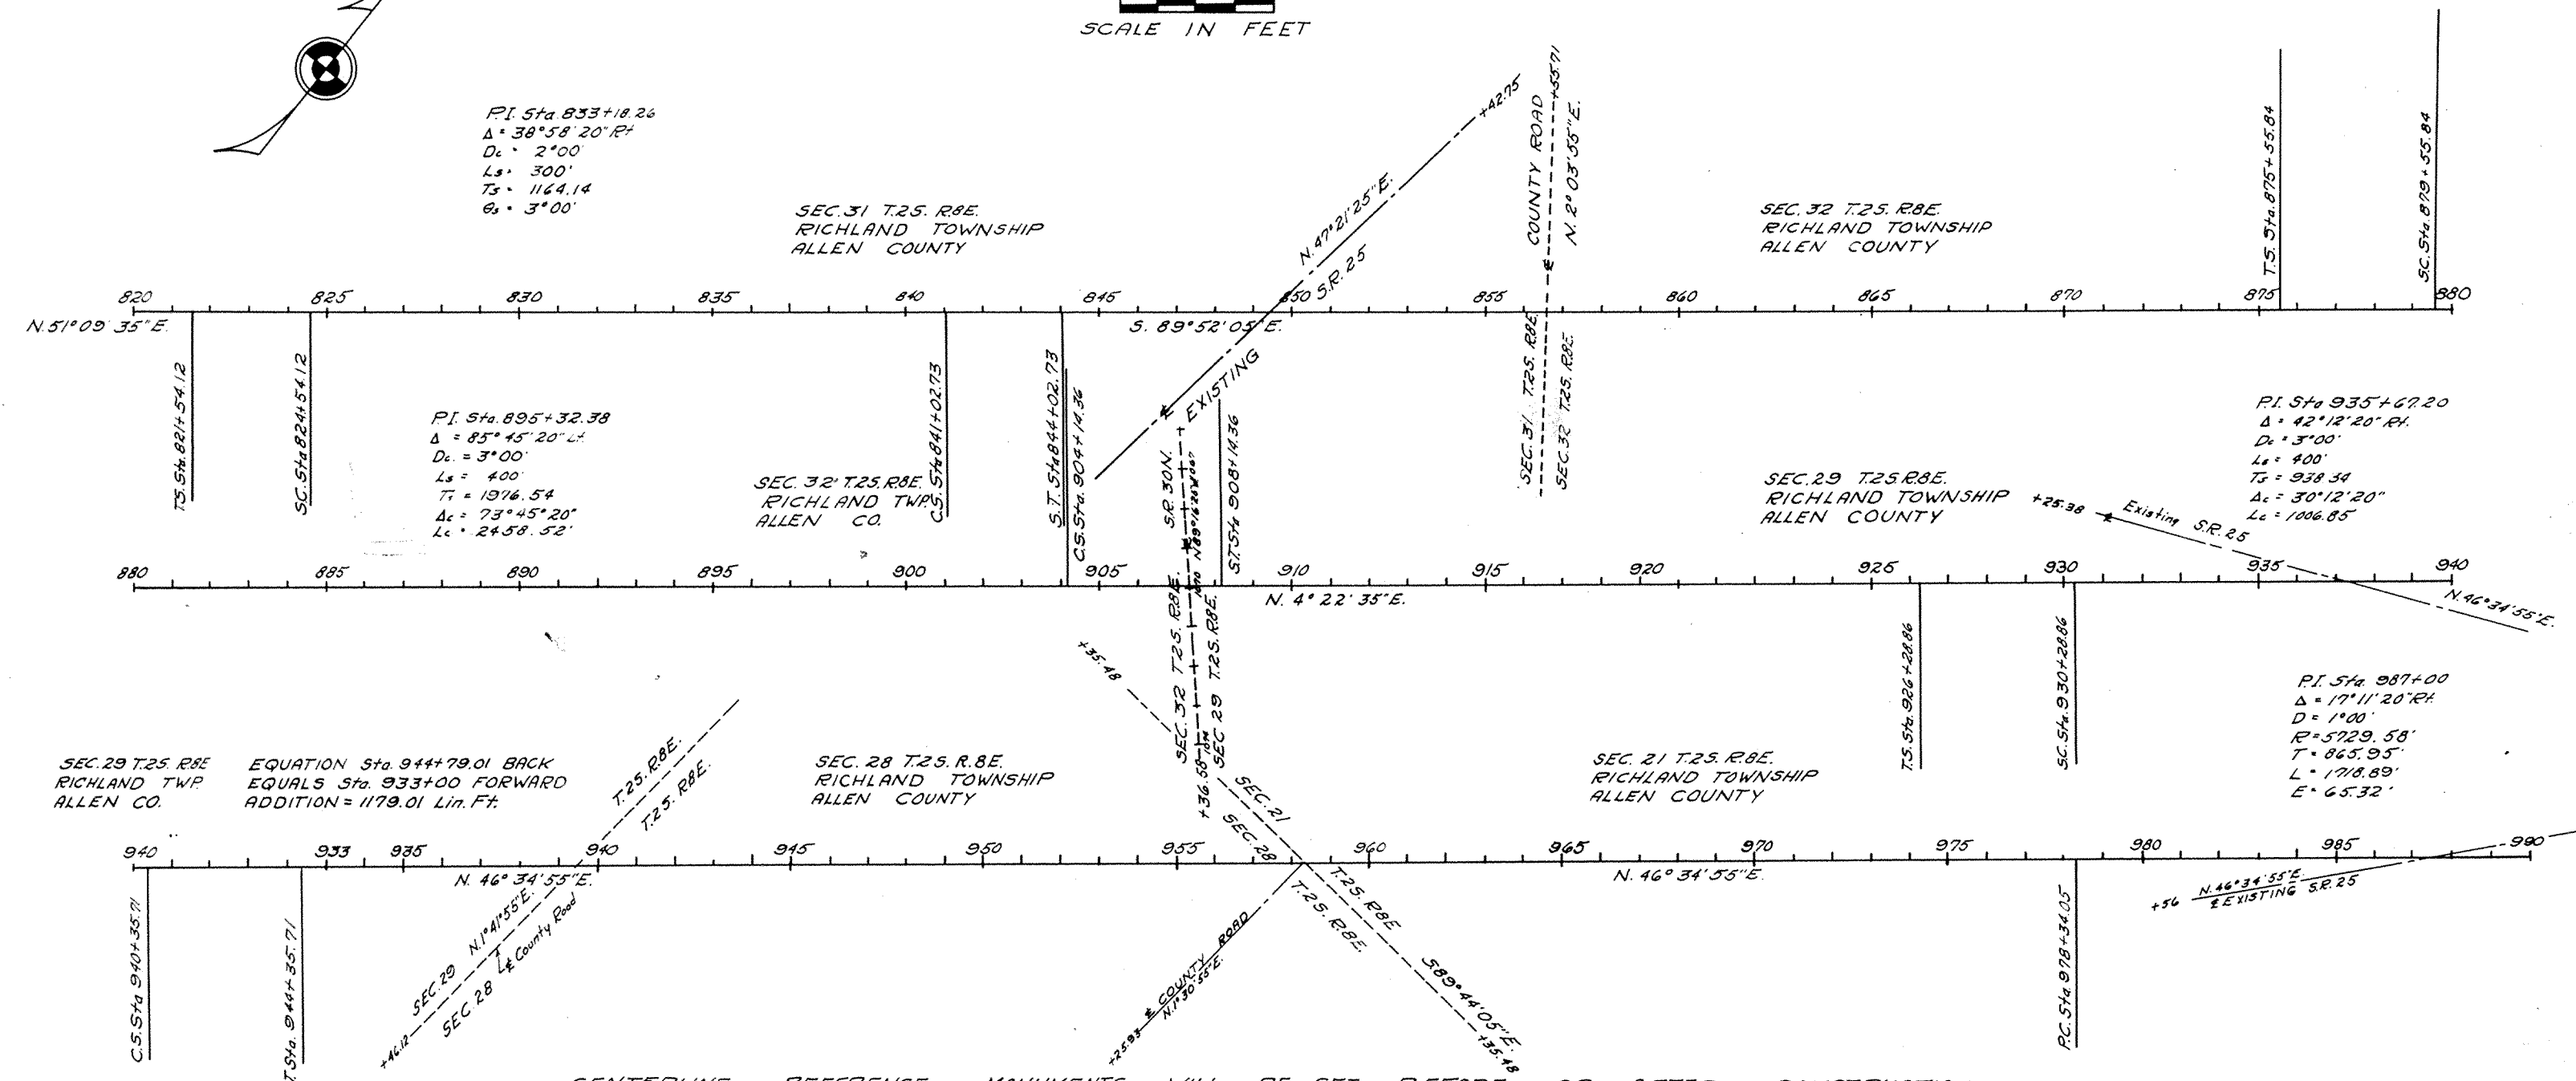 SCALE IN FEET
P.I. Sta. 833+18.26
Δ = 38°58'20" Rt
Dc = 2°00'
Ls = 300'
Ts = 1164.14
θs = 3°00'
SEC. 31 T.2S. R.8E.
RICHLAND TOWNSHIP
ALLEN COUNTY
N. 47°21'25"E.
S.R. 25
+42.75
COUNTY ROAD
+55.71
N. 2°03'55"E.
SEC. 32 T.2S. R.8E.
RICHLAND TOWNSHIP
ALLEN COUNTY
T.S. Sta. 875+55.84
S.C. Sta. 879+55.84
820 825 830 835 840 845 850 855 860 865 870 875 880
N. 51°09'35"E.
S. 89°52'05"E.
T.S. Sta. 821+54.12
S.C. Sta 824+54.12
C.S. Sta 841+02.73
S.T. Sta 844+02.73
C.S. Sta. 904+14.36
EXISTING
S.T. Sta 908+14.36
SEC. 31 T.2S. R.8E.
SEC. 32 T.2S. R.8E.
P.I. Sta. 895+32.38
Δ = 85°45'20" Lt.
Dc. = 3°00'
Ls = 400'
Ts = 1976.54
Δc = 73°45'20"
Lc = 2458.52'
SEC. 32 T.2S. R.8E.
RICHLAND TWP.
ALLEN CO.
S.R. 30N.
SEC. 29 T.2S. R.8E.
RICHLAND TOWNSHIP
ALLEN COUNTY
P.I. Sta 935+67.20
Δ = 42°12'20" Rt.
Dc = 3°00'
Ls = 400'
Ts = 938.34
Δc = 30°12'20"
Lc = 1006.85
+25.38 Existing S.R. 25
880 885 890 895 900 905 910 915 920 925 930 935 940
N. 4°22'35"E.
N. 46°34'55"E.
SEC. 32 T.2S. R.8E.
SEC 29 T.2S. R.8E.
+35.48
+36.58
T.S. Sta. 926+28.86
S.C. Sta. 930+28.86
P.I. Sta. 987+00
Δ = 17°11'20" Rt.
D = 1°00'
R = 5729.58'
T = 865.95'
L = 1718.89'
E = 65.32'
SEC. 29 T.2S. R8E
RICHLAND TWP.
ALLEN CO.
EQUATION Sta. 944+79.01 BACK
EQUALS Sta. 933+00 FORWARD
ADDITION = 1179.01 Lin. Ft.
T.2S. R.8E.
T.2S. R.8E.
SEC. 28 T.2S. R.8E.
RICHLAND TOWNSHIP
ALLEN COUNTY
SEC. 21
SEC. 28
SEC. 21 T.2S. R.8E.
RICHLAND TOWNSHIP
ALLEN COUNTY
940 933 935 940 945 950 955 960 965 970 975 980 985 990
N. 46°34'55"E.
N. 46°34'55"E.
C.S. Sta 940+35.71
T. Sta. 944+35.71
SEC. 29 N.1°41'55"E.
SEC. 28 ℄ County Road
+46.12
℄ COUNTY ROAD
N.1°30'55"E.
+25.93
T.2S. R.8E
T.2S. R.8E.
S.89°44'05"E.
+35.48
P.C. Sta. 978+34.05
+56 N.46°34'55"E.
℄ EXISTING S.R. 25
CENTERLINE REFERENCE MONUMENTS WILL BE SET BEFORE OR AFTER CONSTRUCTION